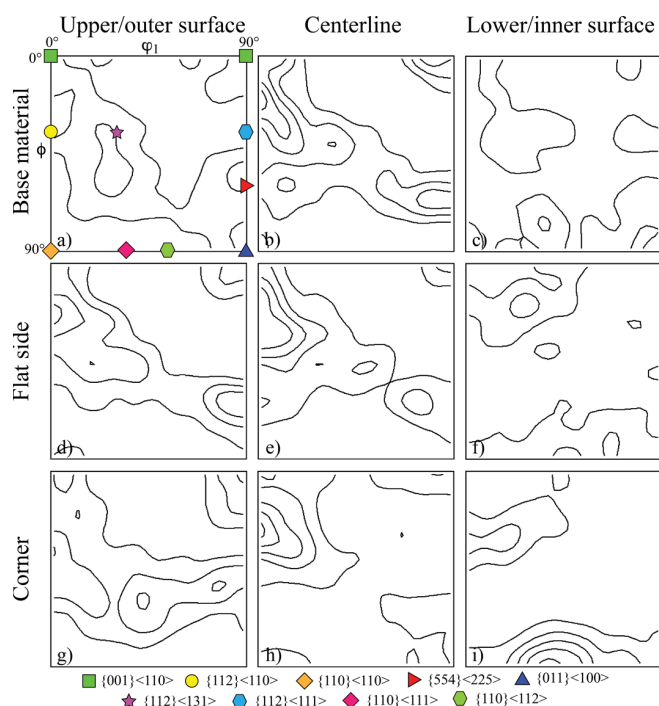 Upper/outer surface Centerline Lower/inner surface
0° φ1 90°
0°
Base material
ϕ
90° a) b) c)
Flat side
d) e) f)
Corner
g) h) i)
{001}<110> {112}<110> {110}<110> {554}<225> {011}<100>
{112}<131> {112}<111> {110}<111> {110}<112>